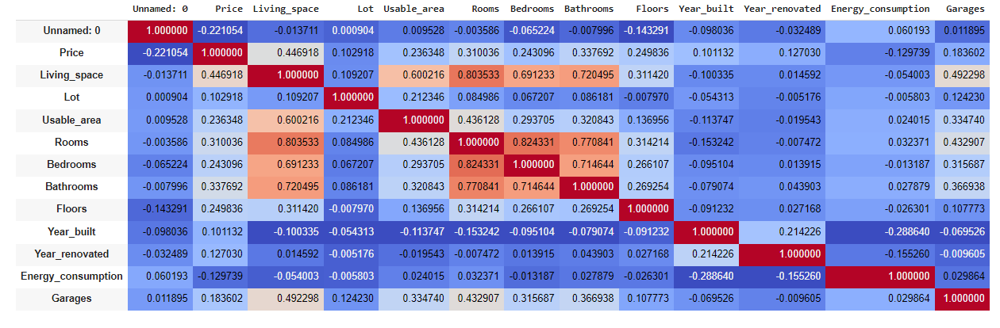 Unnamed: 0 Price Living_space Lot Usable_area Rooms Bedrooms Bathrooms Floors Year_built Year_renovated Energy_consumption Garages
Unnamed: 0 1.000000 -0.221054 -0.013711 0.000904 0.009528 -0.003586 -0.065224 -0.007996 -0.143291 -0.098036 -0.032489 0.060193 0.011895
Price -0.221054 1.000000 0.446918 0.102918 0.236348 0.310036 0.243096 0.337692 0.249836 0.101132 0.127030 -0.129739 0.183602
Living_space -0.013711 0.446918 1.000000 0.109207 0.600216 0.803533 0.691233 0.720495 0.311420 -0.100335 0.014592 -0.054003 0.492298
Lot 0.000904 0.102918 0.109207 1.000000 0.212346 0.084986 0.067207 0.086181 -0.007970 -0.054313 -0.005176 -0.005803 0.124230
Usable_area 0.009528 0.236348 0.600216 0.212346 1.000000 0.436128 0.293705 0.320843 0.136956 -0.113747 -0.019543 0.024015 0.334740
Rooms -0.003586 0.310036 0.803533 0.084986 0.436128 1.000000 0.824331 0.770841 0.314214 -0.153242 -0.007472 0.032371 0.432907
Bedrooms -0.065224 0.243096 0.691233 0.067207 0.293705 0.824331 1.000000 0.714644 0.266107 -0.095104 0.013915 -0.013187 0.315687
Bathrooms -0.007996 0.337692 0.720495 0.086181 0.320843 0.770841 0.714644 1.000000 0.269254 -0.079074 0.043903 0.027879 0.366938
Floors -0.143291 0.249836 0.311420 -0.007970 0.136956 0.314214 0.266107 0.269254 1.000000 -0.091232 0.027168 -0.026301 0.107773
Year_built -0.098036 0.101132 -0.100335 -0.054313 -0.113747 -0.153242 -0.095104 -0.079074 -0.091232 1.000000 0.214226 -0.288640 -0.069526
Year_renovated -0.032489 0.127030 0.014592 -0.005176 -0.019543 -0.007472 0.013915 0.043903 0.027168 0.214226 1.000000 -0.155260 -0.009605
Energy_consumption 0.060193 -0.129739 -0.054003 -0.005803 0.024015 0.032371 -0.013187 0.027879 -0.026301 -0.288640 -0.155260 1.000000 0.029864
Garages 0.011895 0.183602 0.492298 0.124230 0.334740 0.432907 0.315687 0.366938 0.107773 -0.069526 -0.009605 0.029864 1.000000